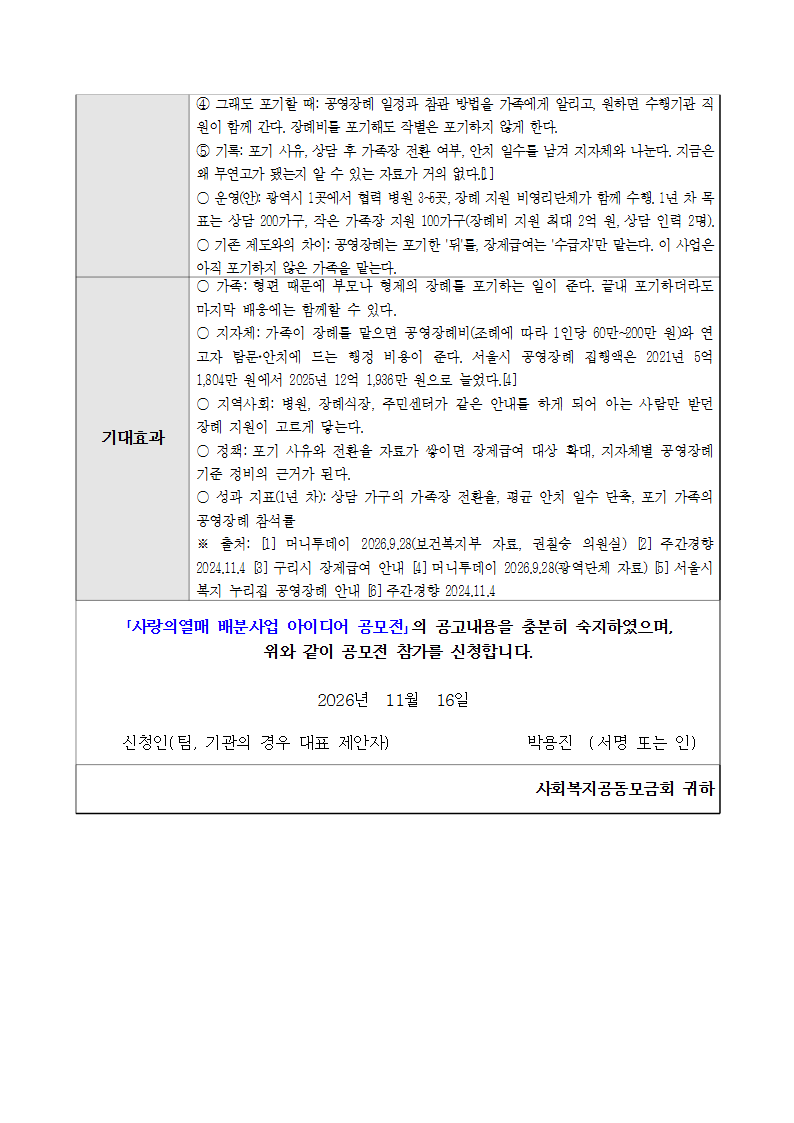 ④ 그래도 포기할 때: 공영장례 일정과 참관 방법을 가족에게 알리고, 원하면 수행기관 직
원이 함께 간다. 장례비를 포기해도 작별은 포기하지 않게 한다.
⑤ 기록: 포기 사유, 상담 후 가족장 전환 여부, 안치 일수를 남겨 지자체와 나눈다. 지금은
왜 무연고가 됐는지 알 수 있는 자료가 거의 없다.[1]
○ 운영(안): 광역시 1곳에서 협력 병원 3-5곳, 장례 지원 비영리단체가 함께 수행. 1년 차 목
표는 상담 200가구, 작은 가족장 지원 100가구(장례비 지원 최대 2억 원, 상담 인력 2명).
○ 기존 제도와의 차이: 공영장례는 포기한 '뒤'를, 장제급여는 '수급자'만 맡는다. 이 사업은
아직 포기하지 않은 가족을 맡는다.
기대효과
○ 가족: 형편 때문에 부모나 형제의 장례를 포기하는 일이 준다. 끝내 포기하더라도
마지막 배웅에는 함께할 수 있다.
○ 지자체: 가족이 장례를 맡으면 공영장례비(조례에 따라 1인당 60만~200만 원)와 연
고자 탐문·안치에 드는 행정 비용이 준다. 서울시 공영장례 집행액은 2021년 5억
1,804만 원에서 2025년 12억 1,936만 원으로 늘었다.[4]
○ 지역사회: 병원, 장례식장, 주민센터가 같은 안내를 하게 되어 아는 사람만 받던
장례 지원이 고르게 닿는다.
○ 정책: 포기 사유와 전환율 자료가 쌓이면 장제급여 대상 확대, 지자체별 공영장례
기준 정비의 근거가 된다.
○ 성과 지표(1년 차): 상담 가구의 가족장 전환율, 평균 안치 일수 단축, 포기 가족의
공영장례 참석률
※ 출처: [1] 머니투데이 2026.9.28(보건복지부 자료, 권칠승 의원실) [2] 주간경향
2024.11.4 [3] 구리시 장제급여 안내 [4] 머니투데이 2026.9.28(광역단체 자료) [5] 서울시
복지 누리집 공영장례 안내 [6] 주간경향 2024.11.4
「사랑의열매 배분사업 아이디어 공모전」의 공고내용을 충분히 숙지하였으며,
위와 같이 공모전 참가를 신청합니다.
2026년 11월 16일
신청인(팀, 기관의 경우 대표 제안자) 박용진 (서명 또는 인)
사회복지공동모금회 귀하